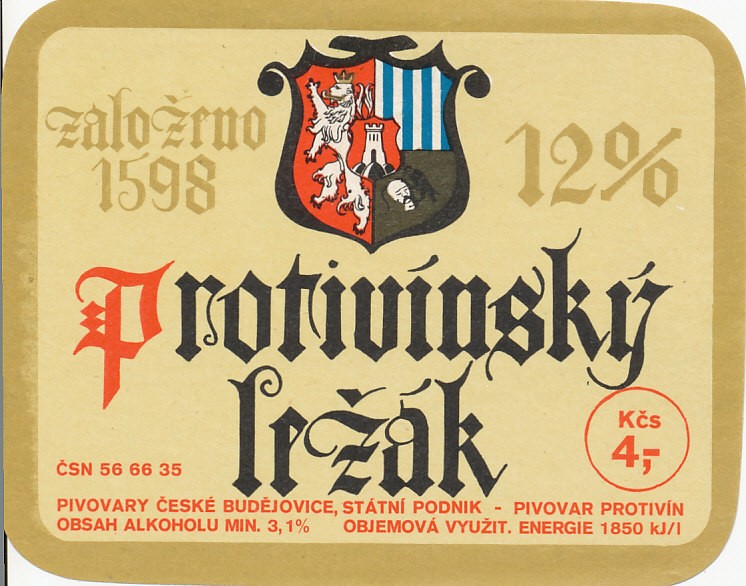 založeno
1598
12%
Protivínský
ležák
Kčs
4,-
ČSN 56 66 35
PIVOVARY ČESKÉ BUDĚJOVICE, STÁTNÍ PODNIK - PIVOVAR PROTIVÍN
OBSAH ALKOHOLU MIN. 3,1% OBJEMOVÁ VYUŽIT. ENERGIE 1850 kJ/l